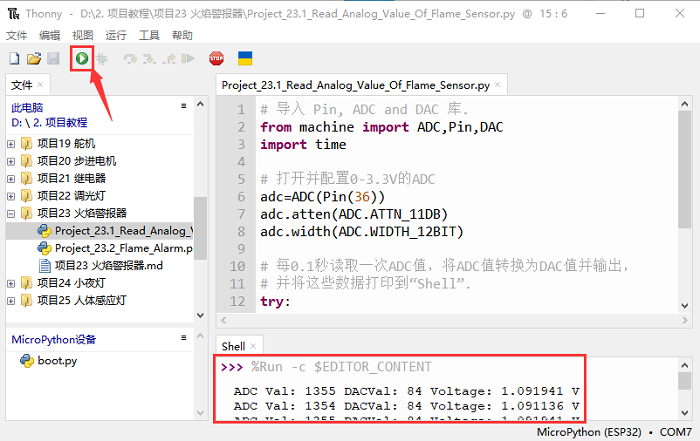 Thonny - D:\2. 项目教程\项目23 火焰警报器\Project_23.1_Read_Analog_Value_Of_Flame_Sensor.py @ 15 : 6
文件 编辑 视图 运行 工具 帮助
文件 ×
此电脑
D: \ 2. 项目教程
项目19 舵机
项目20 步进电机
项目21 继电器
项目22 调光灯
项目23 火焰警报器
Project_23.1_Read_Analog_V
Project_23.2_Flame_Alarm.p
项目23 火焰警报器.md
项目24 小夜灯
项目25 人体感应灯
MicroPython设备
boot.py
Project_23.1_Read_Analog_Value_Of_Flame_Sensor.py ×
1 # 导入 Pin, ADC and DAC 库.
2 from machine import ADC,Pin,DAC
3 import time
4
5 # 打开并配置0-3.3V的ADC
6 adc=ADC(Pin(36))
7 adc.atten(ADC.ATTN_11DB)
8 adc.width(ADC.WIDTH_12BIT)
9
10 # 每0.1秒读取一次ADC值，将ADC值转换为DAC值并输出，
11 # 并将这些数据打印到“Shell”.
12 try:
Shell ×
>>> %Run -c $EDITOR_CONTENT
ADC Val: 1355 DACVal: 84 Voltage: 1.091941 V
ADC Val: 1354 DACVal: 84 Voltage: 1.091136 V
ADC Val: 1355 DACVal: 84 Voltage: 1.091941 V
MicroPython (ESP32) • COM7